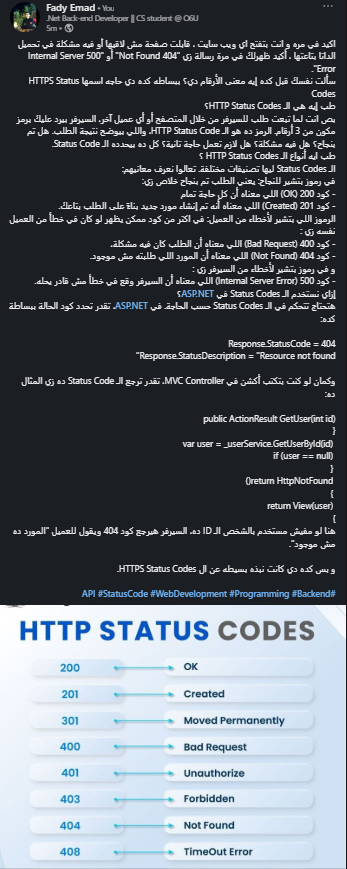 Fady Emad • You
.Net Back-end Developer || CS student @ O6U
5m •
اكيد في مره و انت بتفتح اي ويب سايت ، قابلت صفحة مش لاقيها أو فيه مشكلة في تحميل
الداتا بتاعتها ، أكيد ظهرلك في مرة رسالة زي "404 Not Found" أو "500 Internal Server
Error".
سألت نفسك قبل كده إيه معنى الأرقام دي؟ ببساطه كده دي حاجه اسمها HTTPS Status
Codes
طب إيه هي الـ HTTP Status Codes؟
بص انت لما تبعت طلب للسيرفر من خلال المتصفح أو أي عميل آخر، السيرفر بيرد عليك برمز
مكون من 3 أرقام. الرمز ده هو الـ HTTP Status Code، واللي بيوضح نتيجة الطلب. هل تم
بنجاح؟ هل فيه مشكلة؟ هل لازم تعمل حاجة تانية؟ كل ده بيحدده الـ Status Code.
طب ايه أنواع الـ HTTP Status Codes ؟
الـ Status Codes ليها تصنيفات مختلفة، تعالوا نعرف معانيهم:
في رموز بتشير للنجاح: يعني الطلب تم بنجاح خلاص زي:
- كود 200 (OK) اللي معناه أن كل حاجة تمام
- كود 201 (Created) اللي معناه أنه تم إنشاء مورد جديد بناءً على الطلب بتاعك.
الرموز اللي بتشير لأخطاء من العميل: في اكتر من كود ممكن يظهر لو كان في خطأ من العميل
نفسه زي :
- كود 400 (Bad Request) اللي معناه أن الطلب كان فيه مشكلة.
- كود 404 (Not Found) اللي معناه أن المورد اللي طلبته مش موجود.
و في رموز بتشير لأخطاء من السيرفر زي :
- كود 500 (Internal Server Error) اللي معناه أن السيرفر وقع في خطأ مش قادر يحله.
إزاي نستخدم الـ Status Codes في ASP.NET؟
هتحتاج تتحكم في الـ Status Codes حسب الحاجة. في ASP.NET، تقدر تحدد كود الحالة ببساطة
كده:
Response.StatusCode = 404
"Response.StatusDescription = "Resource not found
وكمان لو كنت بتكتب أكشن في MVC Controller، تقدر ترجع الـ Status Code ده زي المثال
ده:
public ActionResult GetUser(int id)
{
var user = _userService.GetUserById(id)
if (user == null)
{
()return HttpNotFound
{
return View(user)
{
هنا لو مفيش مستخدم بالشخص الـ ID ده، السيرفر هيرجع كود 404 ويقول للعميل "المورد ده
مش موجود".
و بس كده دي كانت نبذه بسيطه عن ال HTTPS Status Codes.
API #StatusCode #WebDevelopment #Programming #Backend#
HTTP STATUS CODES
200 OK
201 Created
301 Moved Permanently
400 Bad Request
401 Unauthorize
403 Forbidden
404 Not Found
408 TimeOut Error